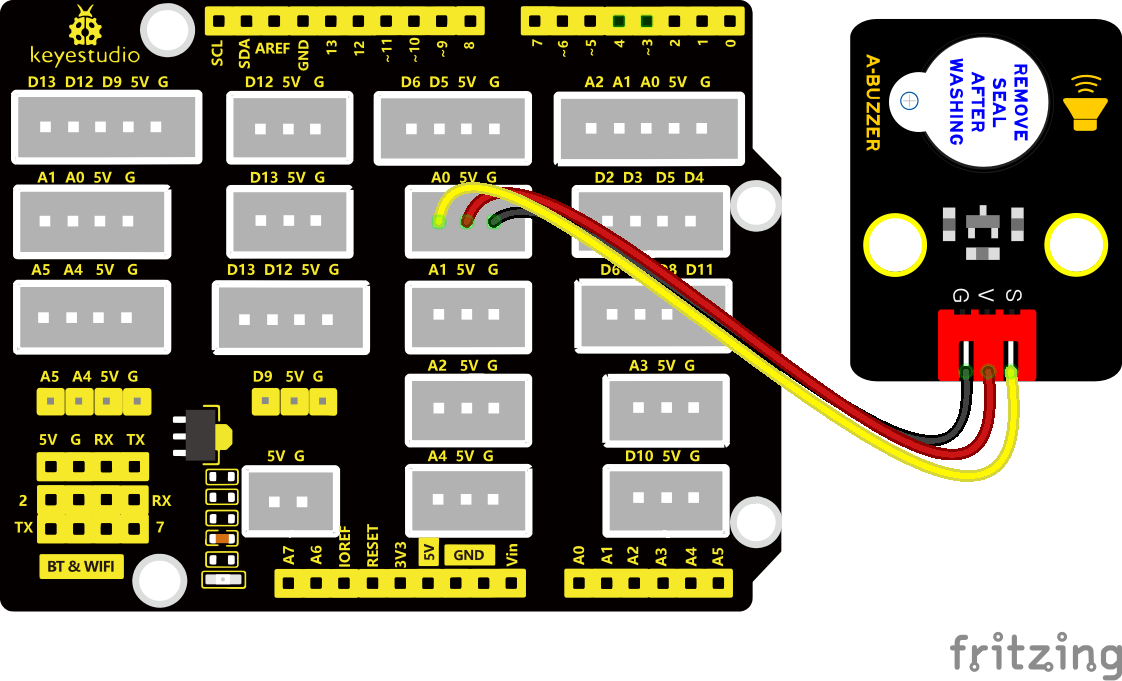 keyestudio
SCL SDA AREF GND 13 12 ~11 ~10 ~9 8
7 ~6 ~5 4 ~3 2 1 0
D13 D12 D9 5V G
D12 5V G
D6 D5 5V G
A2 A1 A0 5V G
A1 A0 5V G
D13 5V G
A0 5V G
D2 D3 D5 D4
A5 A4 5V G
D13 D12 5V G
A1 5V G
D8 D11
A5 A4 5V G
D9 5V G
A2 5V G
A3 5V G
5V G RX TX
5V G
A4 5V G
D10 5V G
2 RX
TX 7
BT & WIFI
A7 A6 IOREF RESET 3V3 5V GND Vin
A0 A1 A2 A3 A4 A5
A-BUZZER
REMOVE
SEAL
AFTER
WASHING
G V S
fritzing